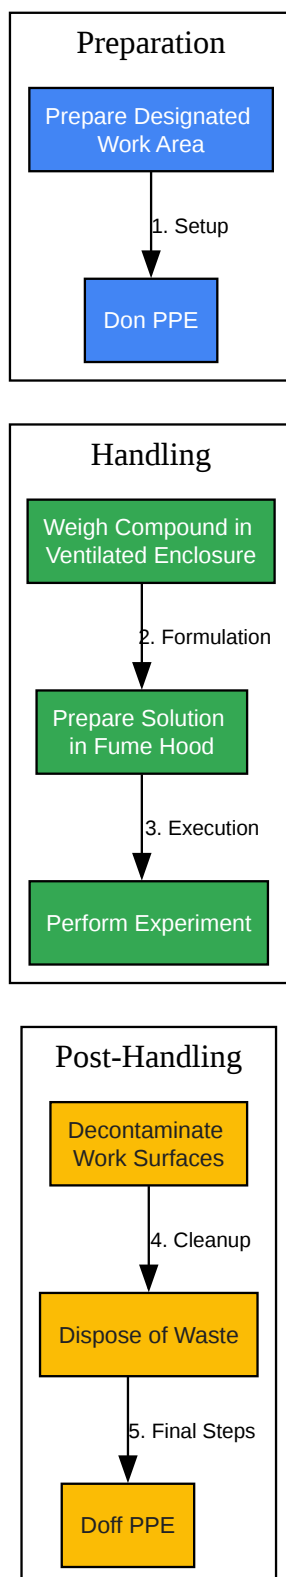 Preparation
Prepare Designated
Work Area
1. Setup
Don PPE
Handling
Weigh Compound in
Ventilated Enclosure
2. Formulation
Prepare Solution
in Fume Hood
3. Execution
Perform Experiment
Post-Handling
Decontaminate
Work Surfaces
4. Cleanup
Dispose of Waste
5. Final Steps
Doff PPE